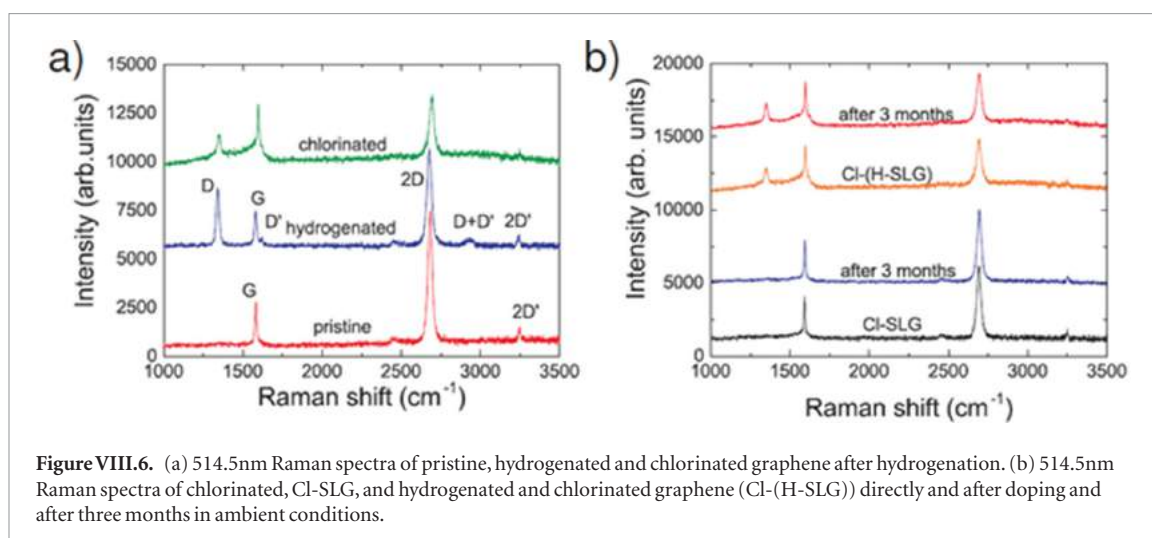 a)
15000
12500
10000
7500
5000
2500
0
Intensity (arb.units)
chlorinated
D
G
D'
hydrogenated
2D
D+D'
2D'
G
pristine
2D'
1000 1500 2000 2500 3000 3500
Raman shift (cm-1)
b)
20000
15000
10000
5000
0
Intensity (arb. units)
after 3 months
Cl-(H-SLG)
after 3 months
Cl-SLG
1000 1500 2000 2500 3000 3500
Raman shift (cm-1)
Figure VIII.6. (a) 514.5nm Raman spectra of pristine, hydrogenated and chlorinated graphene after hydrogenation. (b) 514.5nm
Raman spectra of chlorinated, Cl-SLG, and hydrogenated and chlorinated graphene (Cl-(H-SLG)) directly and after doping and
after three months in ambient conditions.